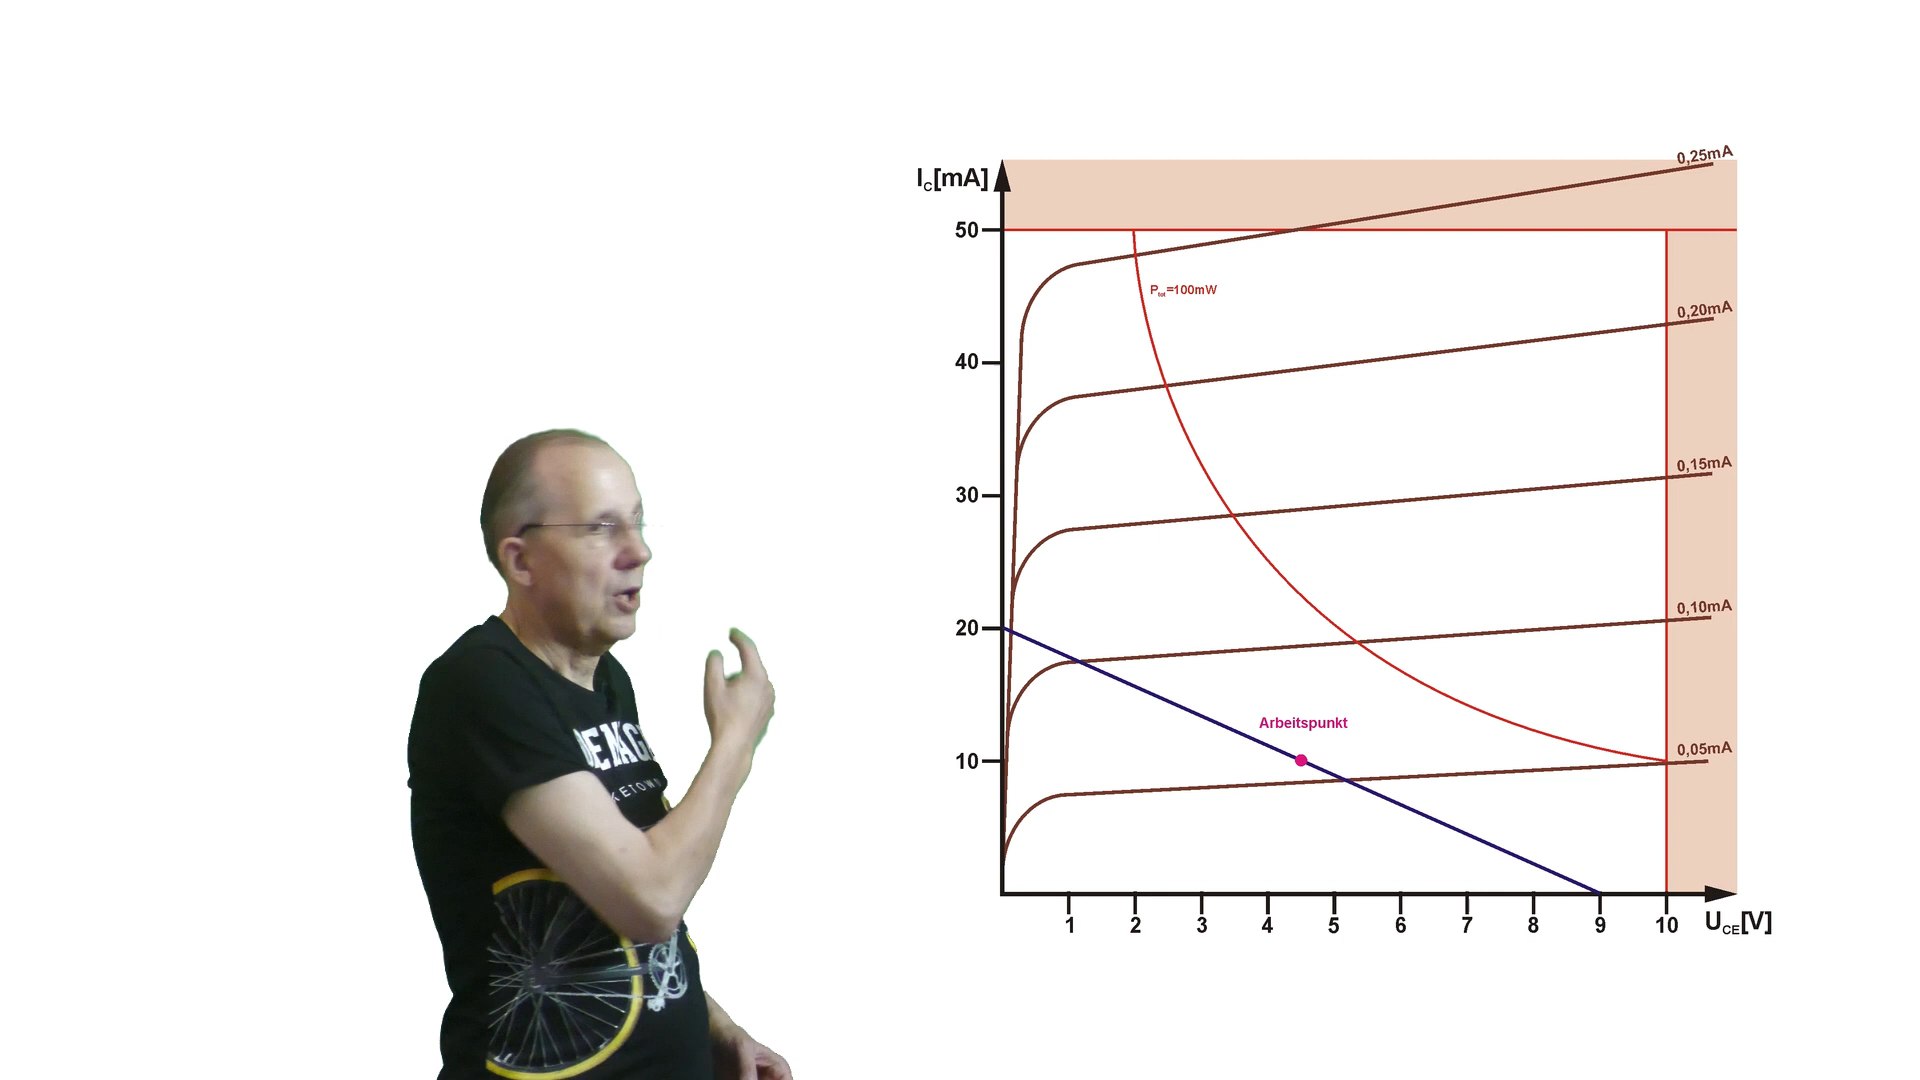 I_C[mA]
0,25mA
50
P_tot=100mW
0,20mA
40
0,15mA
30
0,10mA
20
Arbeitspunkt
0,05mA
10
1 2 3 4 5 6 7 8 9 10 U_CE[V]